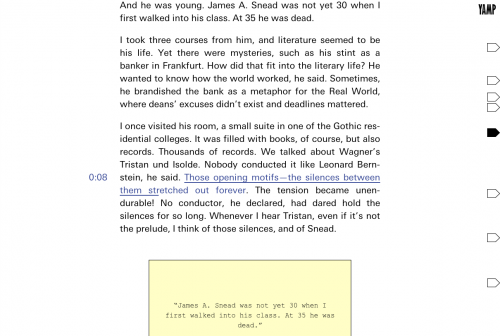 And he was young. James A. Snead was not yet 30 when I
first walked into his class. At 35 he was dead.
YAMP
I took three courses from him, and literature seemed to be
his life. Yet there were mysteries, such as his stint as a
banker in Frankfurt. How did that fit into the literary life? He
wanted to know how the world worked, he said. Sometimes,
he brandished the bank as a metaphor for the Real World,
where deans’ excuses didn’t exist and deadlines mattered.
I once visited his room, a small suite in one of the Gothic res-
idential colleges. It was filled with books, of course, but also
records. Thousands of records. We talked about Wagner’s
Tristan und Isolde. Nobody conducted it like Leonard Bern-
0:08 stein, he said. Those opening motifs—the silences between
them stretched out forever. The tension became unen-
durable! No conductor, he declared, had dared hold the
silences for so long. Whenever I hear Tristan, even if it’s not
the prelude, I think of those silences, and of Snead.
“James A. Snead was not yet 30 when I
first walked into his class. At 35 he was
dead.”